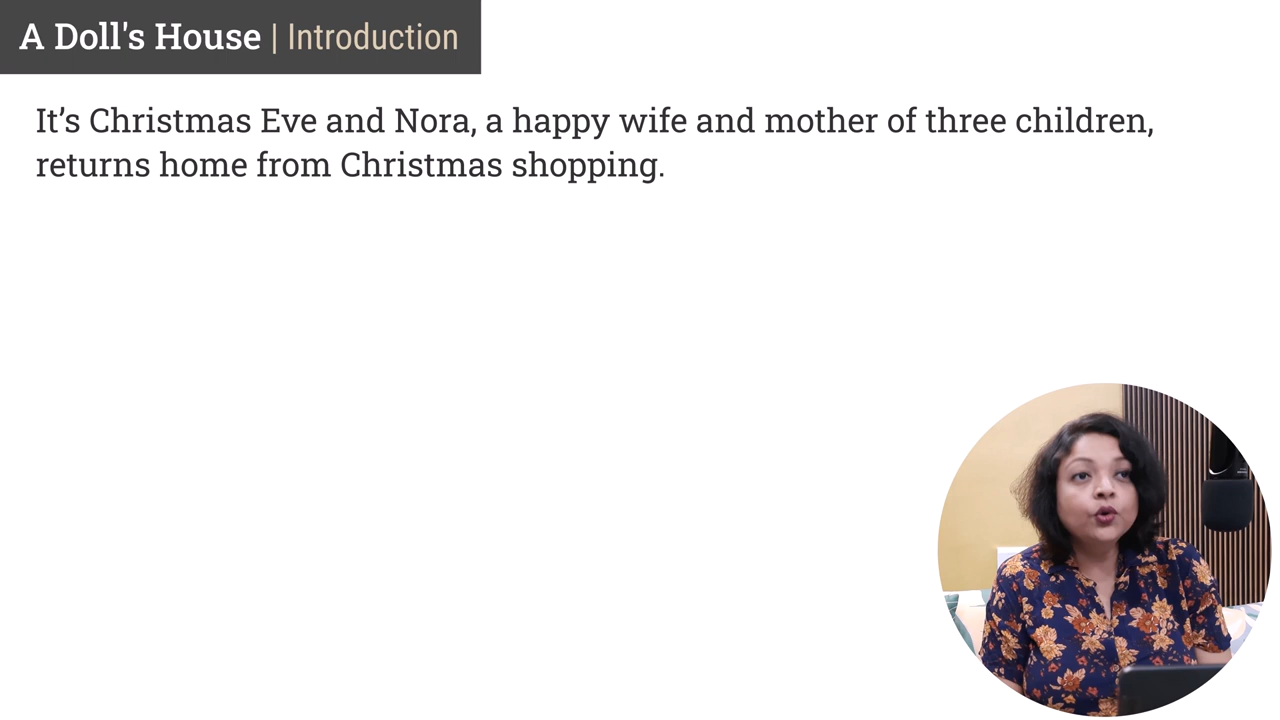 A Doll's House | Introduction
It’s Christmas Eve and Nora, a happy wife and mother of three children,
returns home from Christmas shopping.